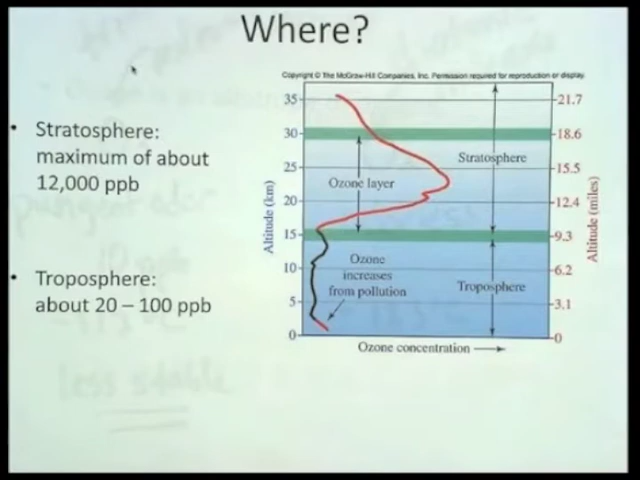 Where?
• Stratosphere:
maximum of about
12,000 ppb
• Troposphere:
about 20 – 100 ppb
Copyright © The McGraw-Hill Companies, Inc. Permission required for reproduction or display.
35
30
25
20
15
10
5
0
Altitude (km)
21.7
18.6
15.5
12.4
9.3
6.2
3.1
0
Altitude (miles)
Stratosphere
Ozone layer
Ozone
increases
from pollution
Troposphere
Ozone concentration
pungent odor
less stable